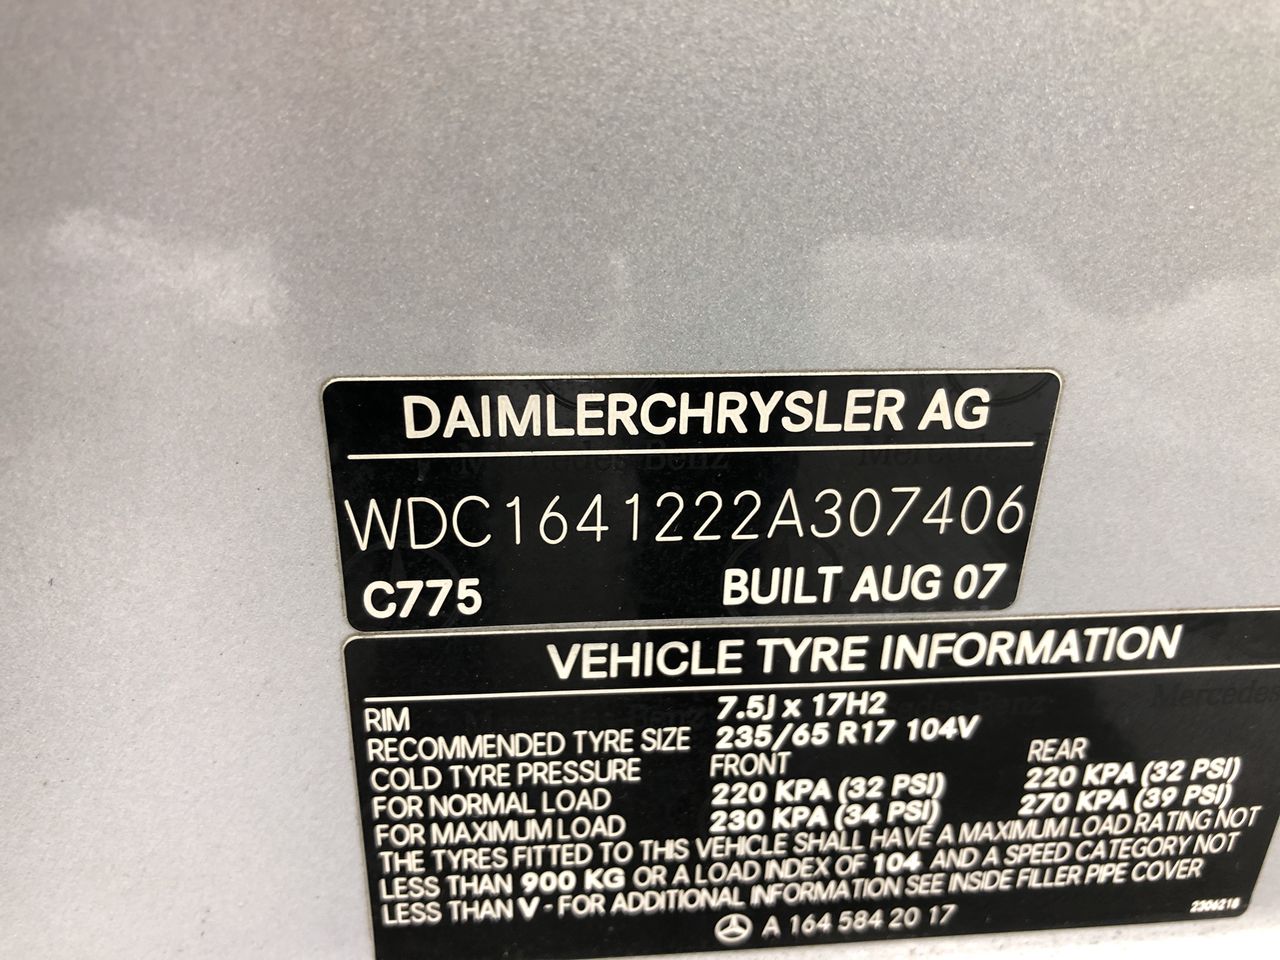 DAIMLERCHRYSLER AG
WDC1641222A307406
C775 BUILT AUG 07
VEHICLE TYRE INFORMATION
RIM 7.5J x 17H2
RECOMMENDED TYRE SIZE 235/65 R17 104V
COLD TYRE PRESSURE FRONT REAR
FOR NORMAL LOAD 220 KPA (32 PSI) 220 KPA (32 PSI)
FOR MAXIMUM LOAD 230 KPA (34 PSI) 270 KPA (39 PSI)
THE TYRES FITTED TO THIS VEHICLE SHALL HAVE A MAXIMUM LOAD RATING NOT
LESS THAN 900 KG OR A LOAD INDEX OF 104 AND A SPEED CATEGORY NOT
LESS THAN V - FOR ADDITIONAL INFORMATION SEE INSIDE FILLER PIPE COVER
A 164 584 20 17
2306218